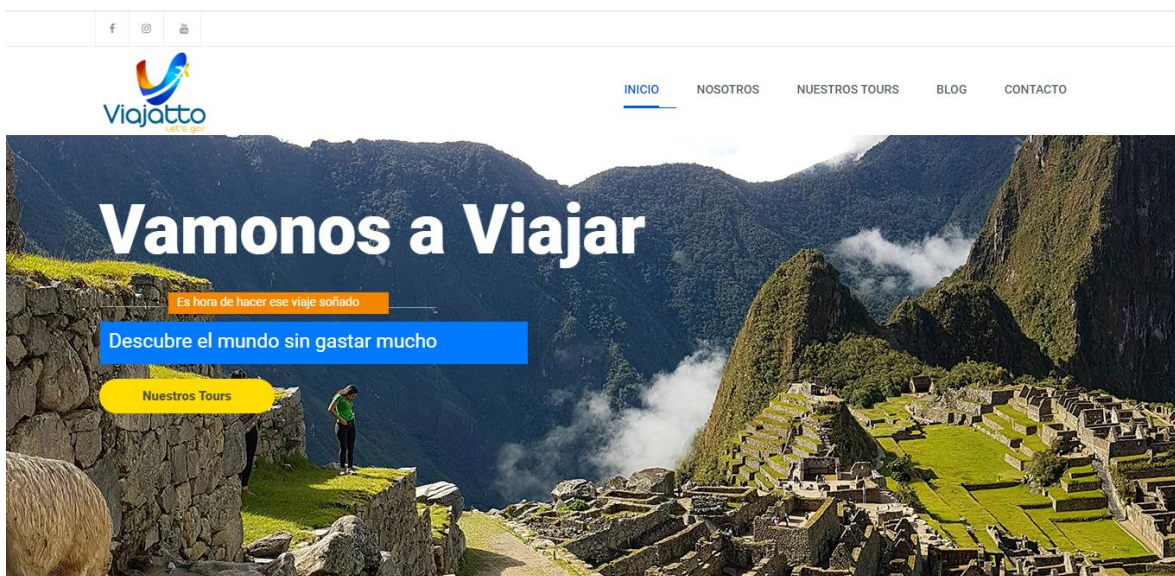 Viajatto
Let's go!
INICIO NOSOTROS NUESTROS TOURS BLOG CONTACTO
Vamonos a Viajar
Es hora de hacer ese viaje soñado
Descubre el mundo sin gastar mucho
Nuestros Tours